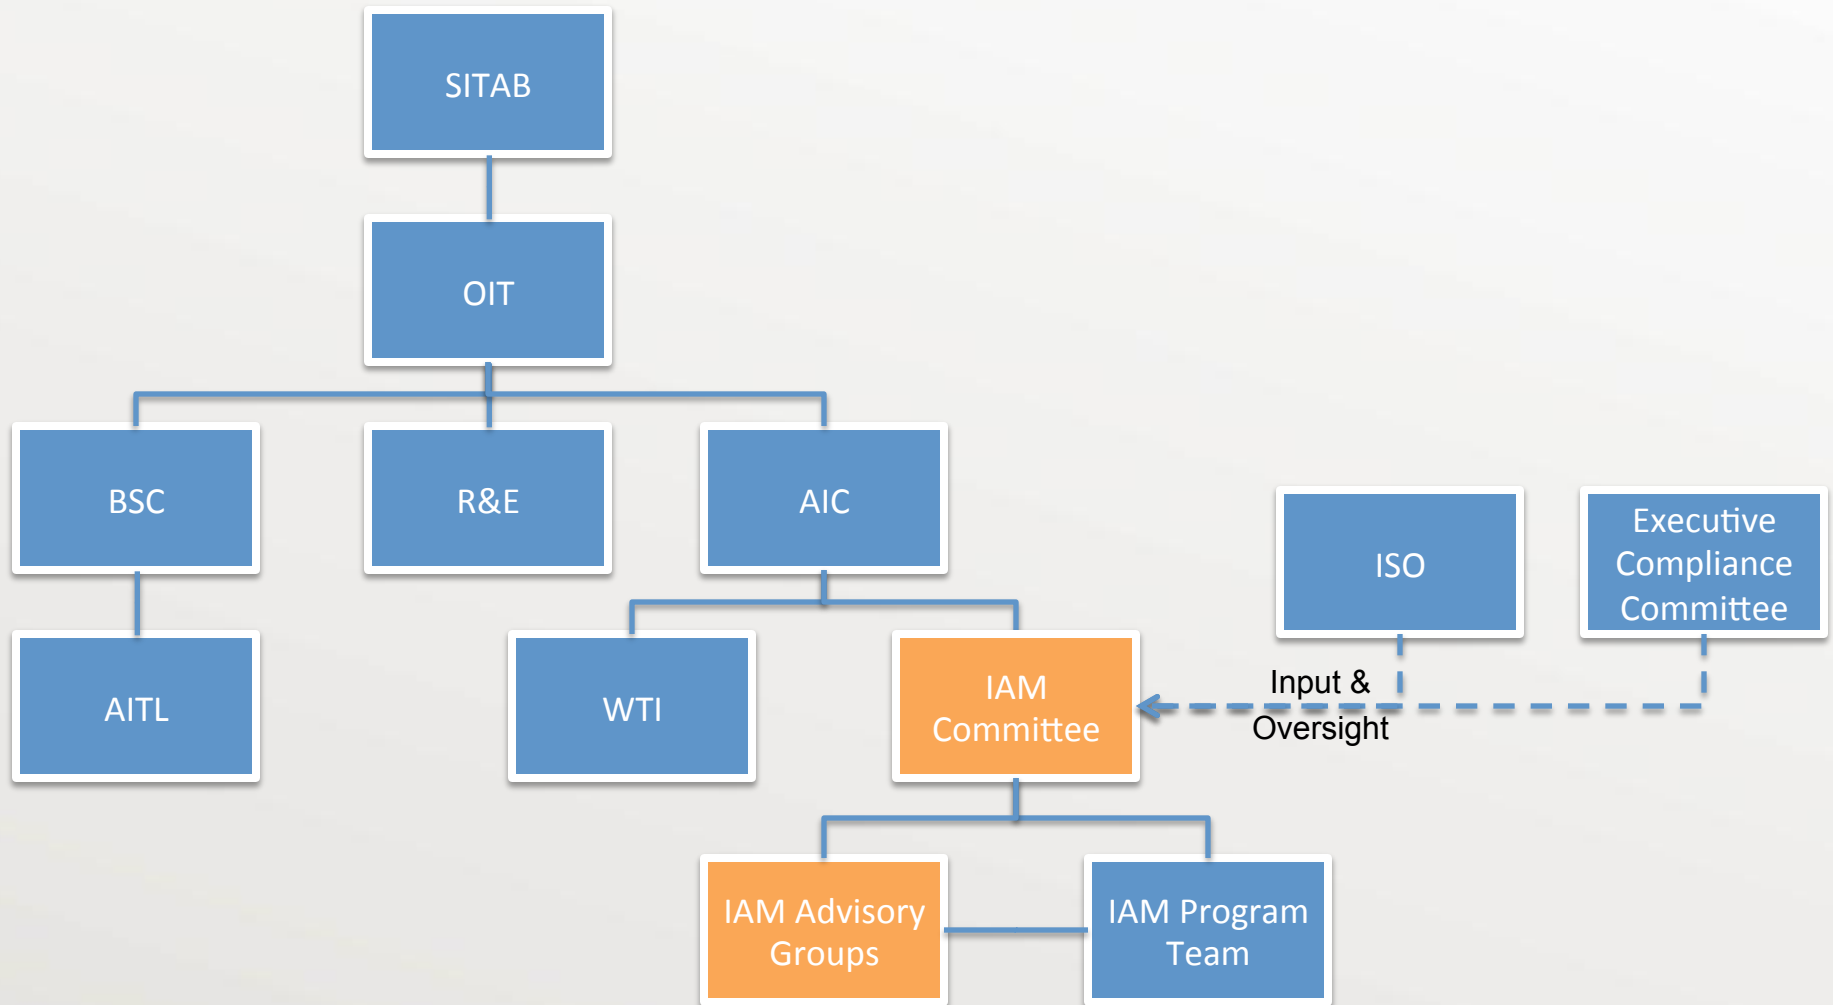 SITAB
OIT
BSC
R&E
AIC
ISO
Executive
Compliance
Committee
AITL
WTI
IAM
Committee
Input &
Oversight
IAM Advisory
Groups
IAM Program
Team